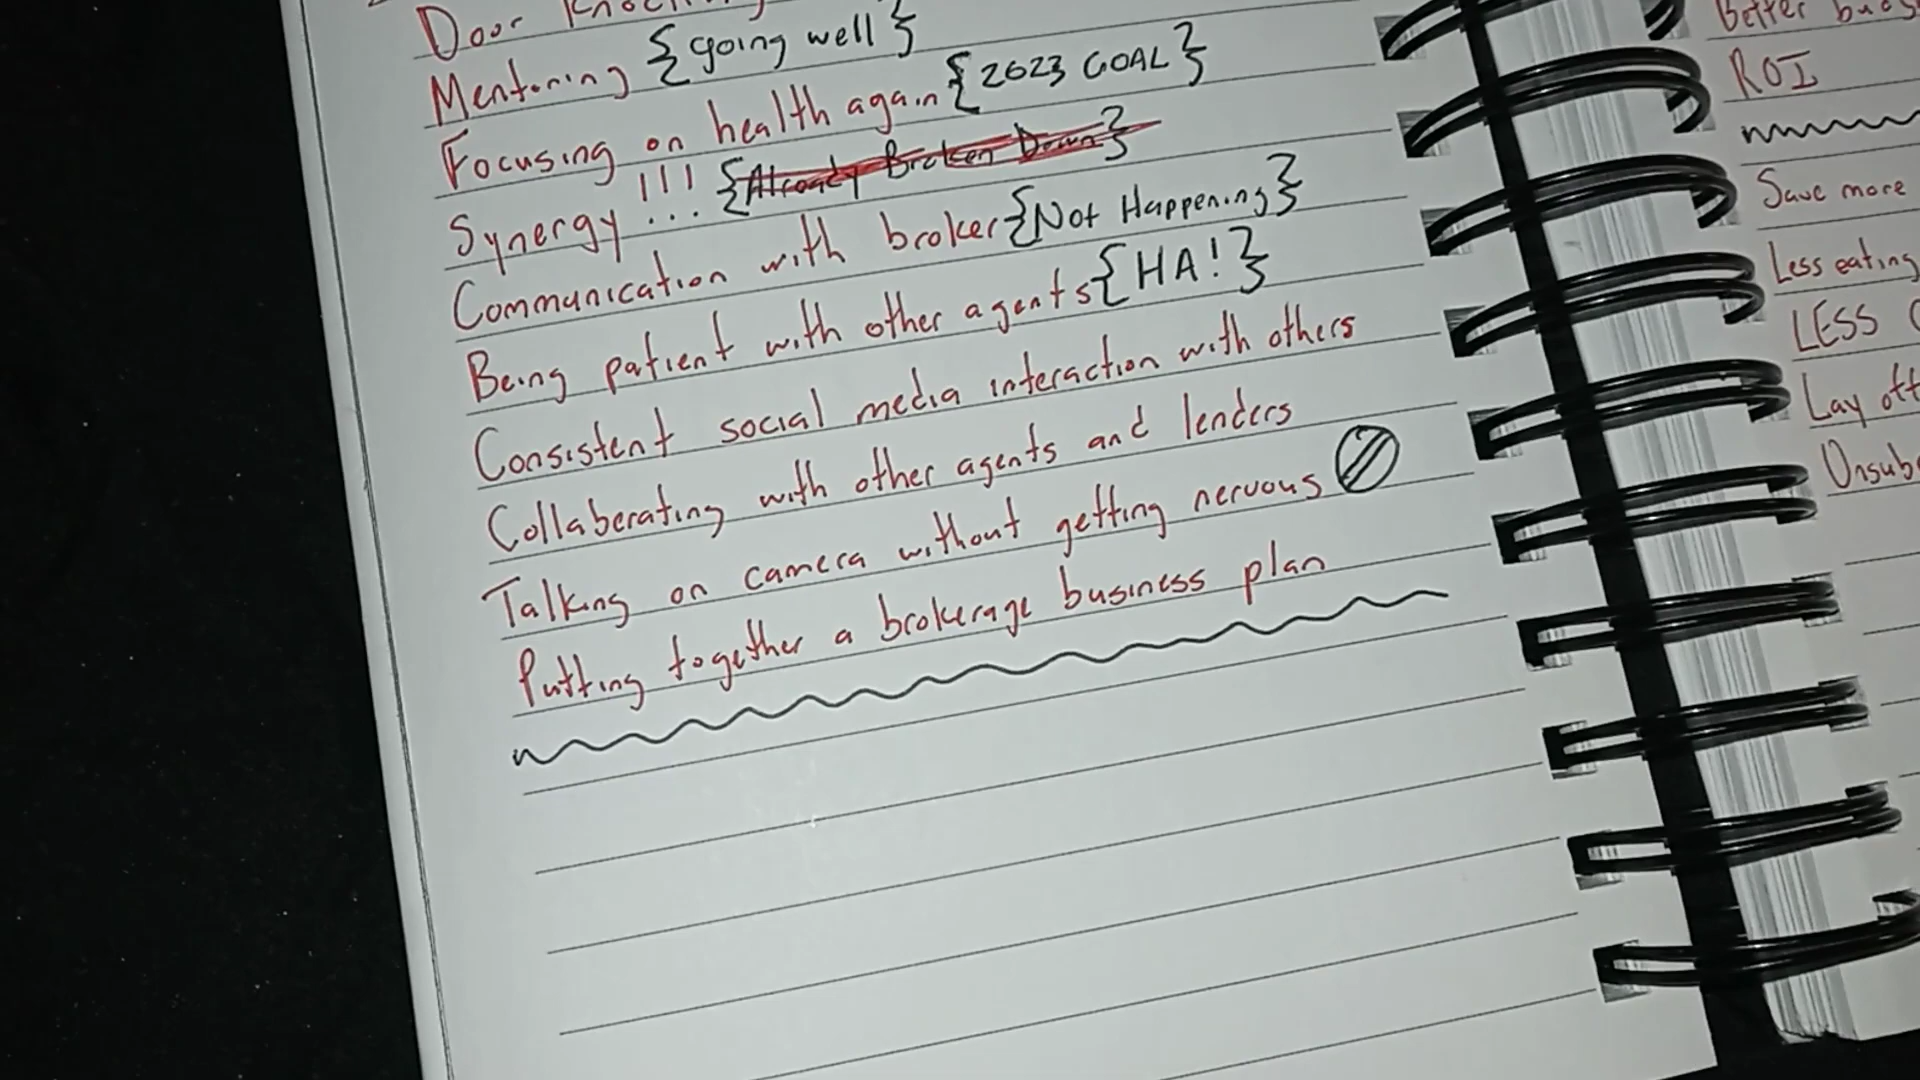 Door
Mentoring {going well}
Focusing on health again {2023 GOAL}
Synergy!!! {Already Broken Down}
Communication with broker {Not Happening}
Being patient with other agents {HA!}
Consistent social media interaction with others
Collaberating with other agents and lenders
Talking on camera without getting nervous
Putting together a brokerage business plan
Better
ROI
Save more
Less eating
LESS
Lay off